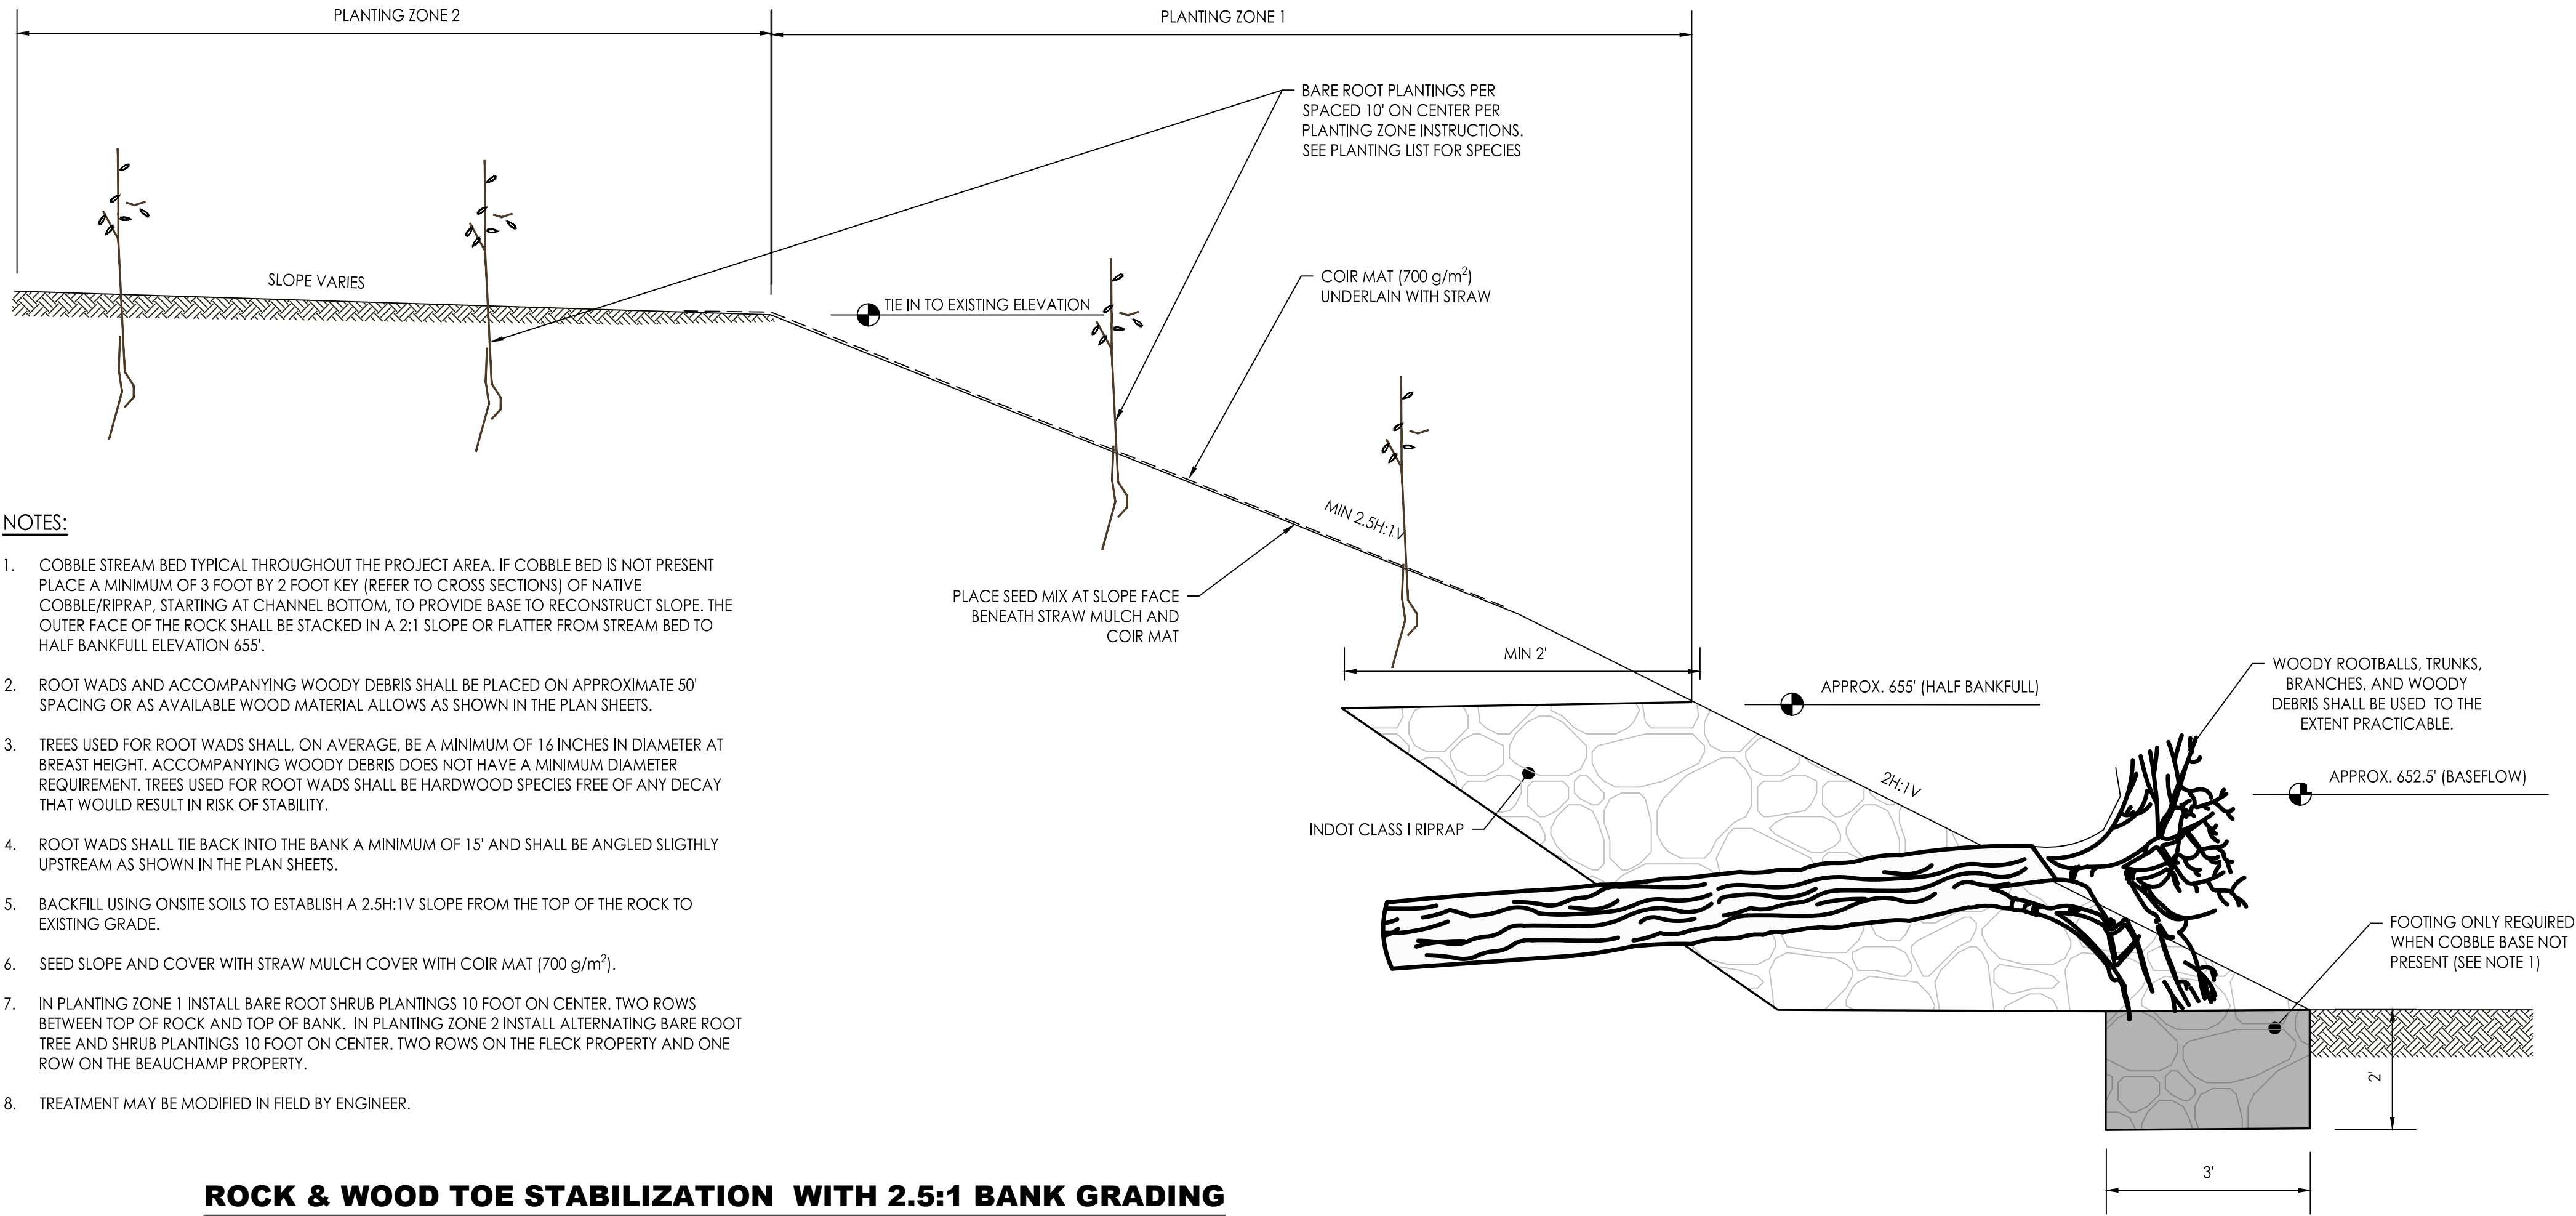 PLANTING ZONE 2
PLANTING ZONE 1
BARE ROOT PLANTINGS PER
SPACED 10' ON CENTER PER
PLANTING ZONE INSTRUCTIONS.
SEE PLANTING LIST FOR SPECIES
SLOPE VARIES
COIR MAT (700 g/m²)
UNDERLAIN WITH STRAW
TIE IN TO EXISTING ELEVATION
MIN 2.5H:1V
PLACE SEED MIX AT SLOPE FACE
BENEATH STRAW MULCH AND
COIR MAT
MIN 2'
APPROX. 655' (HALF BANKFULL)
WOODY ROOTBALLS, TRUNKS,
BRANCHES, AND WOODY
DEBRIS SHALL BE USED TO THE
EXTENT PRACTICABLE.
2H:1V
APPROX. 652.5' (BASEFLOW)
INDOT CLASS I RIPRAP
FOOTING ONLY REQUIRED
WHEN COBBLE BASE NOT
PRESENT (SEE NOTE 1)
2'
3'
NOTES:
1. COBBLE STREAM BED TYPICAL THROUGHOUT THE PROJECT AREA. IF COBBLE BED IS NOT PRESENT
PLACE A MINIMUM OF 3 FOOT BY 2 FOOT KEY (REFER TO CROSS SECTIONS) OF NATIVE
COBBLE/RIPRAP, STARTING AT CHANNEL BOTTOM, TO PROVIDE BASE TO RECONSTRUCT SLOPE. THE
OUTER FACE OF THE ROCK SHALL BE STACKED IN A 2:1 SLOPE OR FLATTER FROM STREAM BED TO
HALF BANKFULL ELEVATION 655'.
2. ROOT WADS AND ACCOMPANYING WOODY DEBRIS SHALL BE PLACED ON APPROXIMATE 50'
SPACING OR AS AVAILABLE WOOD MATERIAL ALLOWS AS SHOWN IN THE PLAN SHEETS.
3. TREES USED FOR ROOT WADS SHALL, ON AVERAGE, BE A MINIMUM OF 16 INCHES IN DIAMETER AT
BREAST HEIGHT. ACCOMPANYING WOODY DEBRIS DOES NOT HAVE A MINIMUM DIAMETER
REQUIREMENT. TREES USED FOR ROOT WADS SHALL BE HARDWOOD SPECIES FREE OF ANY DECAY
THAT WOULD RESULT IN RISK OF STABILITY.
4. ROOT WADS SHALL TIE BACK INTO THE BANK A MINIMUM OF 15' AND SHALL BE ANGLED SLIGTHLY
UPSTREAM AS SHOWN IN THE PLAN SHEETS.
5. BACKFILL USING ONSITE SOILS TO ESTABLISH A 2.5H:1V SLOPE FROM THE TOP OF THE ROCK TO
EXISTING GRADE.
6. SEED SLOPE AND COVER WITH STRAW MULCH COVER WITH COIR MAT (700 g/m²).
7. IN PLANTING ZONE 1 INSTALL BARE ROOT SHRUB PLANTINGS 10 FOOT ON CENTER. TWO ROWS
BETWEEN TOP OF ROCK AND TOP OF BANK. IN PLANTING ZONE 2 INSTALL ALTERNATING BARE ROOT
TREE AND SHRUB PLANTINGS 10 FOOT ON CENTER. TWO ROWS ON THE FLECK PROPERTY AND ONE
ROW ON THE BEAUCHAMP PROPERTY.
8. TREATMENT MAY BE MODIFIED IN FIELD BY ENGINEER.
ROCK & WOOD TOE STABILIZATION WITH 2.5:1 BANK GRADING